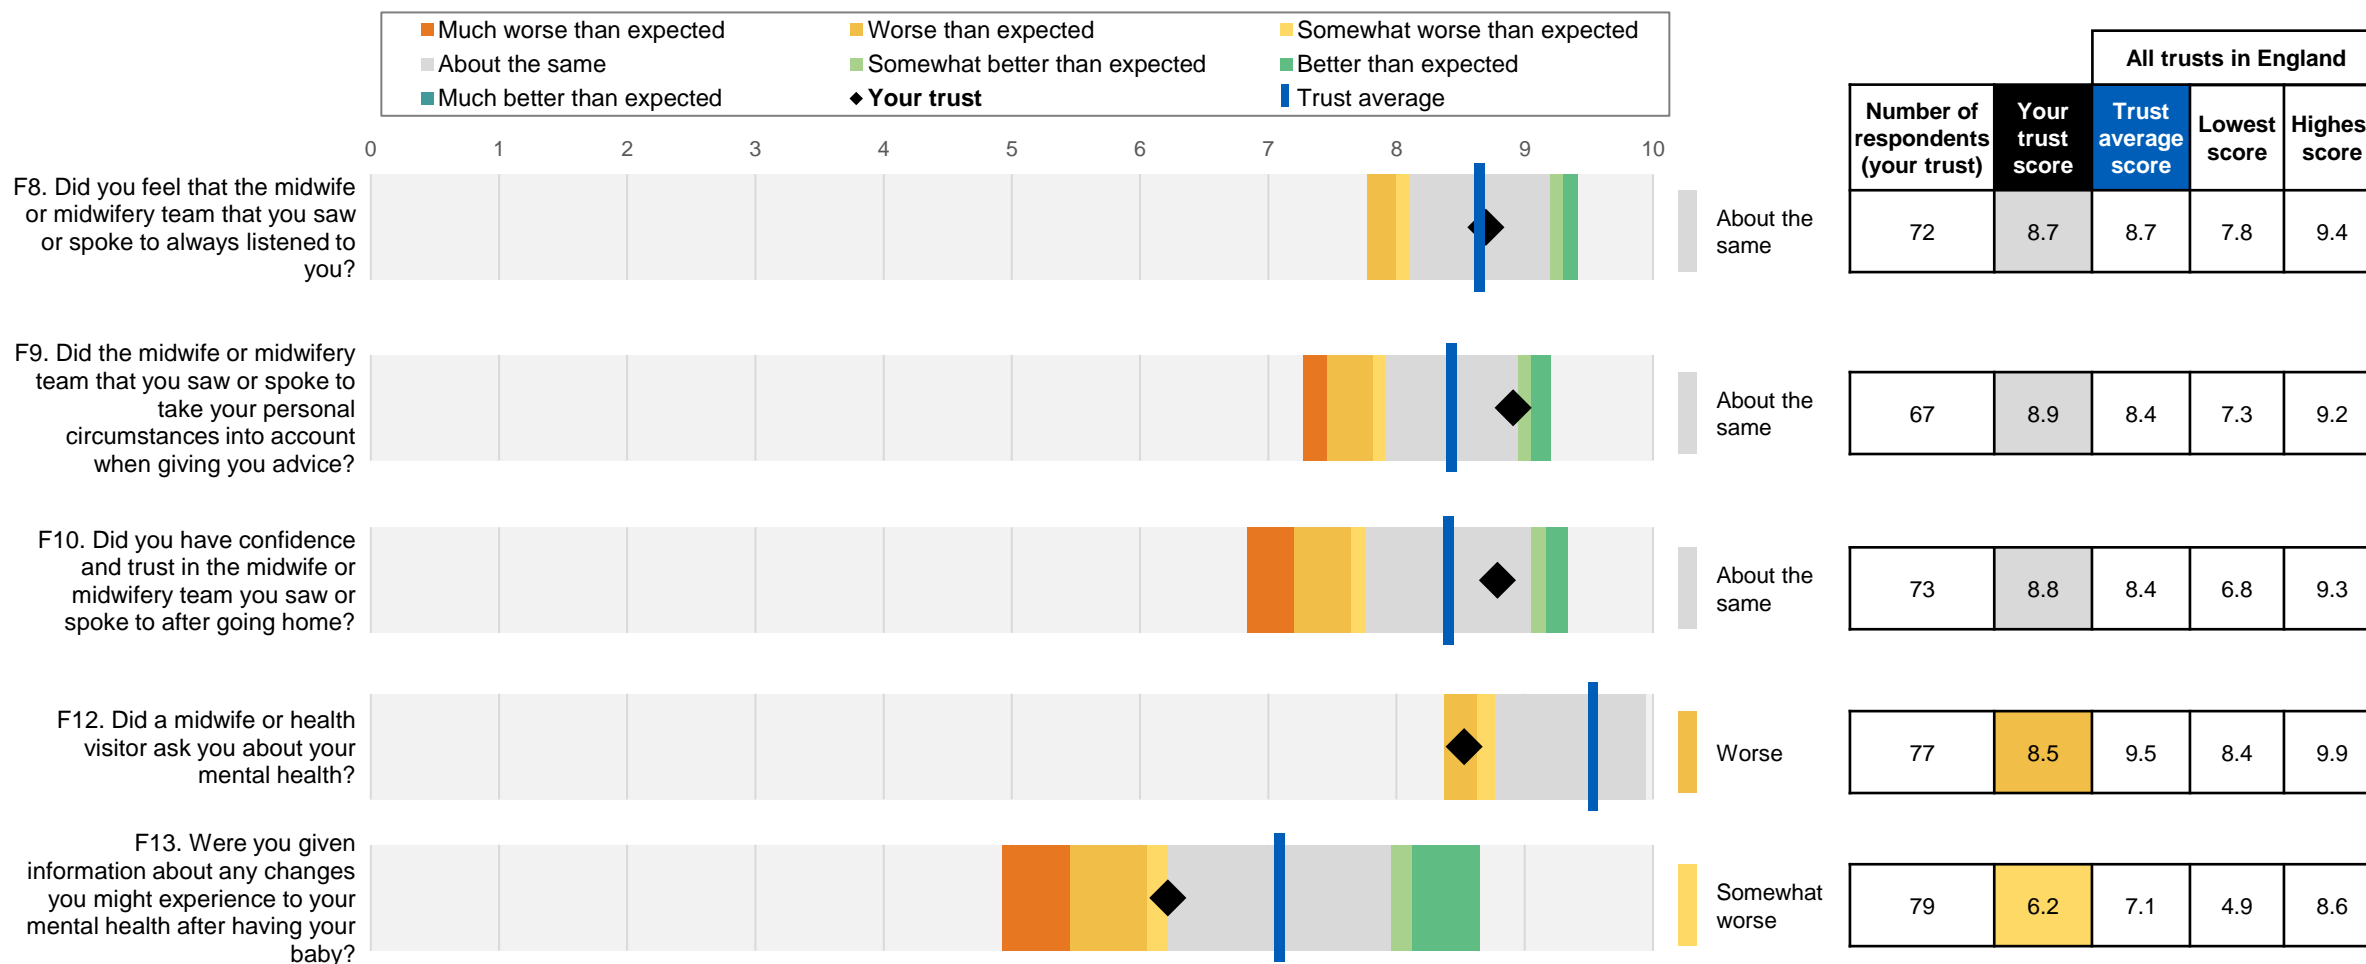 Much worse than expected
Worse than expected
Somewhat worse than expected
About the same
Somewhat better than expected
Better than expected
Much better than expected
Your trust
Trust average
All trusts in England
Number of
respondents
(your trust)
Your
trust
score
Trust
average
score
Lowest
score
Highes
score
0 1 2 3 4 5 6 7 8 9 10
F8. Did you feel that the midwife
or midwifery team that you saw
or spoke to always listened to
you?
About the
same
72 8.7 8.7 7.8 9.4
F9. Did the midwife or midwifery
team that you saw or spoke to
take your personal
circumstances into account
when giving you advice?
About the
same
67 8.9 8.4 7.3 9.2
F10. Did you have confidence
and trust in the midwife or
midwifery team you saw or
spoke to after going home?
About the
same
73 8.8 8.4 6.8 9.3
F12. Did a midwife or health
visitor ask you about your
mental health?
Worse
77 8.5 9.5 8.4 9.9
F13. Were you given
information about any changes
you might experience to your
mental health after having your
baby?
Somewhat
worse
79 6.2 7.1 4.9 8.6